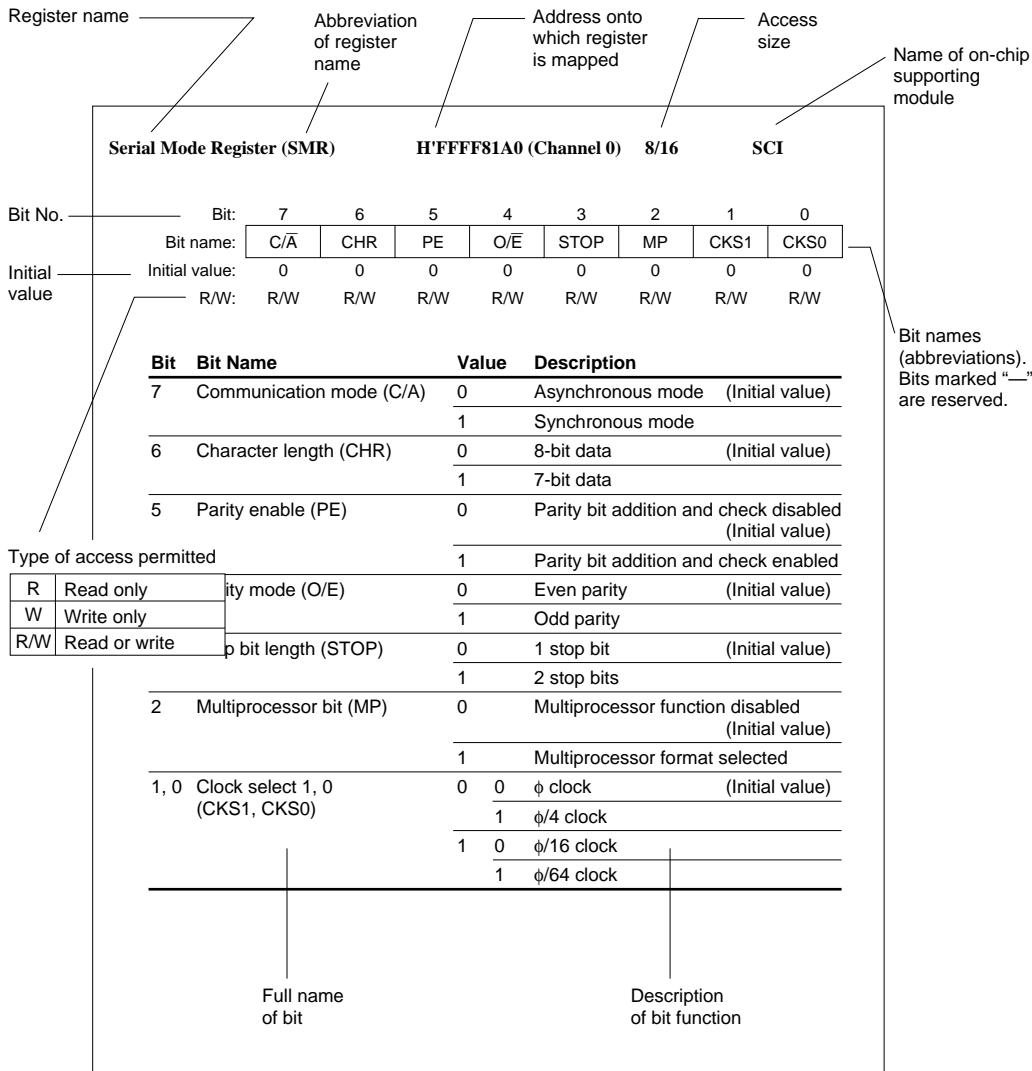 Register name
Abbreviation
of register
name
Address onto
which register
is mapped
Access
size
Name of on-chip
supporting
module
Serial Mode Register (SMR) H'FFFF81A0 (Channel 0) 8/16 SCI
Bit No.
Bit: 7 6 5 4 3 2 1 0
Bit name: C/A̅ CHR PE O/E̅ STOP MP CKS1 CKS0
Initial
value
Initial value: 0 0 0 0 0 0 0 0
R/W: R/W R/W R/W R/W R/W R/W R/W R/W
Bit names
(abbreviations).
Bits marked “—”
are reserved.
Bit Bit Name Value Description
7 Communication mode (C/A) 0 Asynchronous mode (Initial value)
1 Synchronous mode
6 Character length (CHR) 0 8-bit data (Initial value)
1 7-bit data
5 Parity enable (PE) 0 Parity bit addition and check disabled
(Initial value)
1 Parity bit addition and check enabled
Type of access permitted
R Read only
W Write only
R/W Read or write
ity mode (O/E) 0 Even parity (Initial value)
1 Odd parity
p bit length (STOP) 0 1 stop bit (Initial value)
1 2 stop bits
2 Multiprocessor bit (MP) 0 Multiprocessor function disabled
(Initial value)
1 Multiprocessor format selected
1, 0 Clock select 1, 0 0 0 ϕ clock (Initial value)
(CKS1, CKS0) 1 ϕ/4 clock
1 0 ϕ/16 clock
1 ϕ/64 clock
Full name
of bit
Description
of bit function